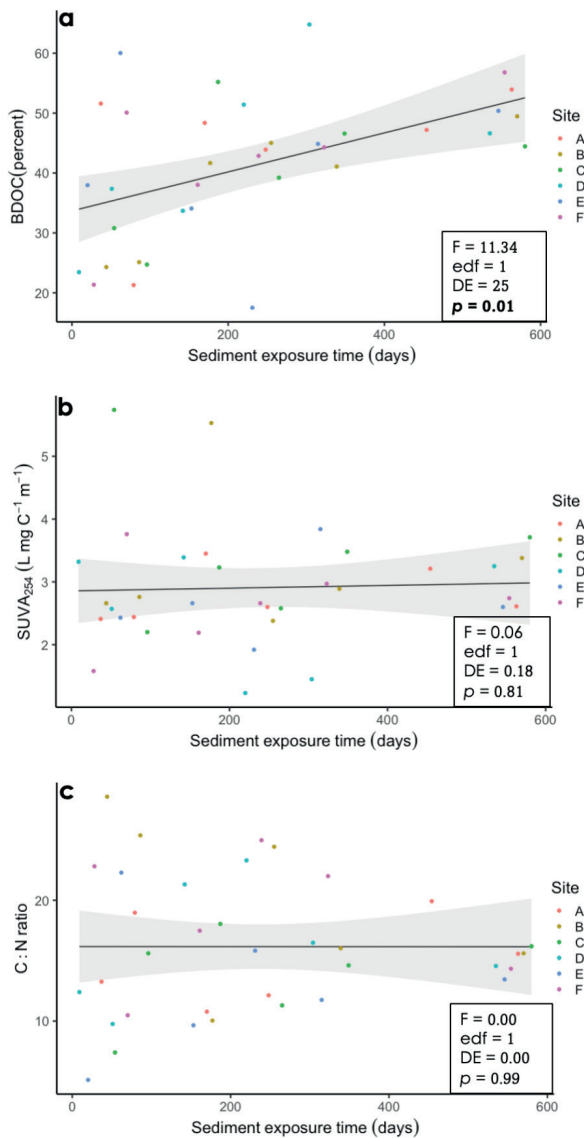 a
60
50
40
30
20
BDOC(percent)
Site
A
B
C
D
E
F
F = 11.34
edf = 1
DE = 25
p = 0.01
0
200
400
600
Sediment exposure time (days)
b
5
4
3
2
SUVA₂₅₄ (L mg C⁻¹ m⁻¹)
Site
A
B
C
D
E
F
F = 0.06
edf = 1
DE = 0.18
p = 0.81
0
200
400
600
Sediment exposure time (days)
c
20
10
C : N ratio
Site
A
B
C
D
E
F
F = 0.00
edf = 1
DE = 0.00
p = 0.99
0
200
400
600
Sediment exposure time (days)